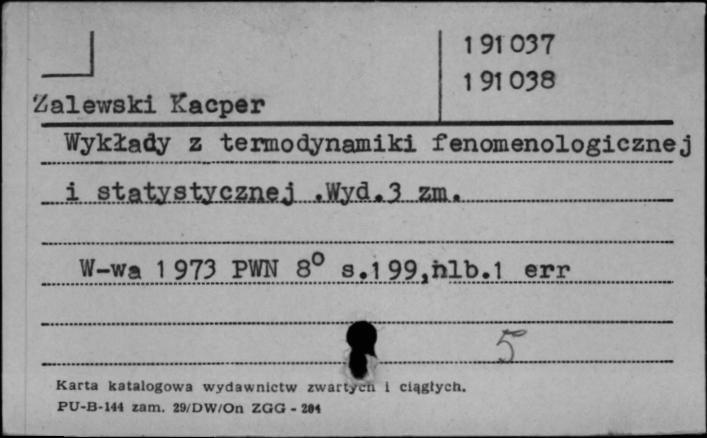 191037
191038
Zalewski Kacper
Wykłady z termodynamiki fenomenologicznej
i statystycznej .Wyd.3 zm.
W-wa 1973 PWN 8° s.199,nlb.1 err
5
Karta katalogowa wydawnictw zwartych i ciągłych.
PU-B-144 zam. 29/DW/On ZGG - 204